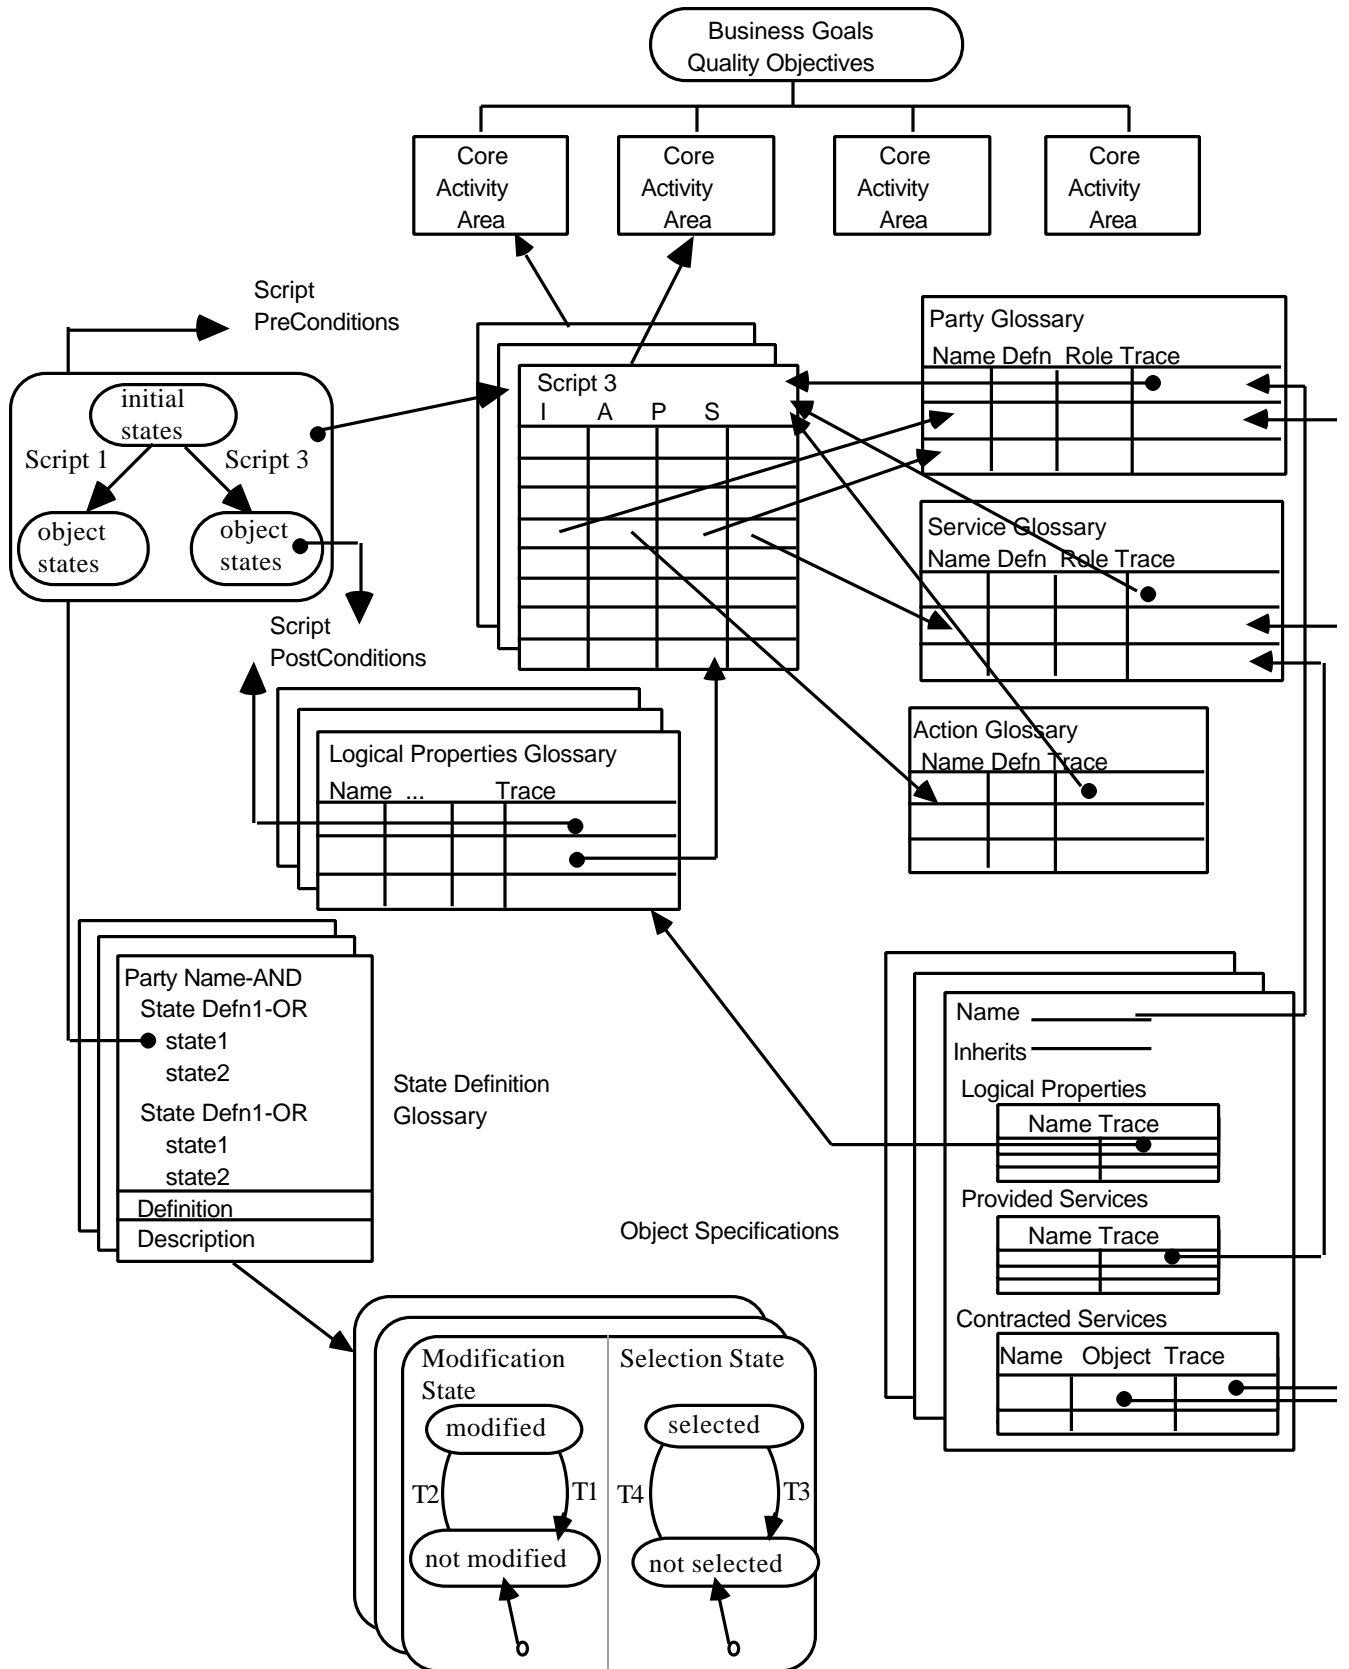 Business Goals
Quality Objectives
Core
Activity
Area
Core
Activity
Area
Core
Activity
Area
Core
Activity
Area
Script
PreConditions
initial
states
Script 1
Script 3
object
states
object
states
Script
PostConditions
Script 3
I A P S
Party Glossary
Name Defn Role Trace
Service Glossary
Name Defn Role Trace
Action Glossary
Name Defn Trace
Logical Properties Glossary
Name ... Trace
Party Name-AND
State Defn1-OR
state1
state2
State Defn1-OR
state1
state2
Definition
Description
State Definition
Glossary
Object Specifications
Name
Inherits
Logical Properties
Name Trace
Provided Services
Name Trace
Contracted Services
Name Object Trace
Modification
State
modified
T2 T1
not modified
Selection State
selected
T4 T3
not selected